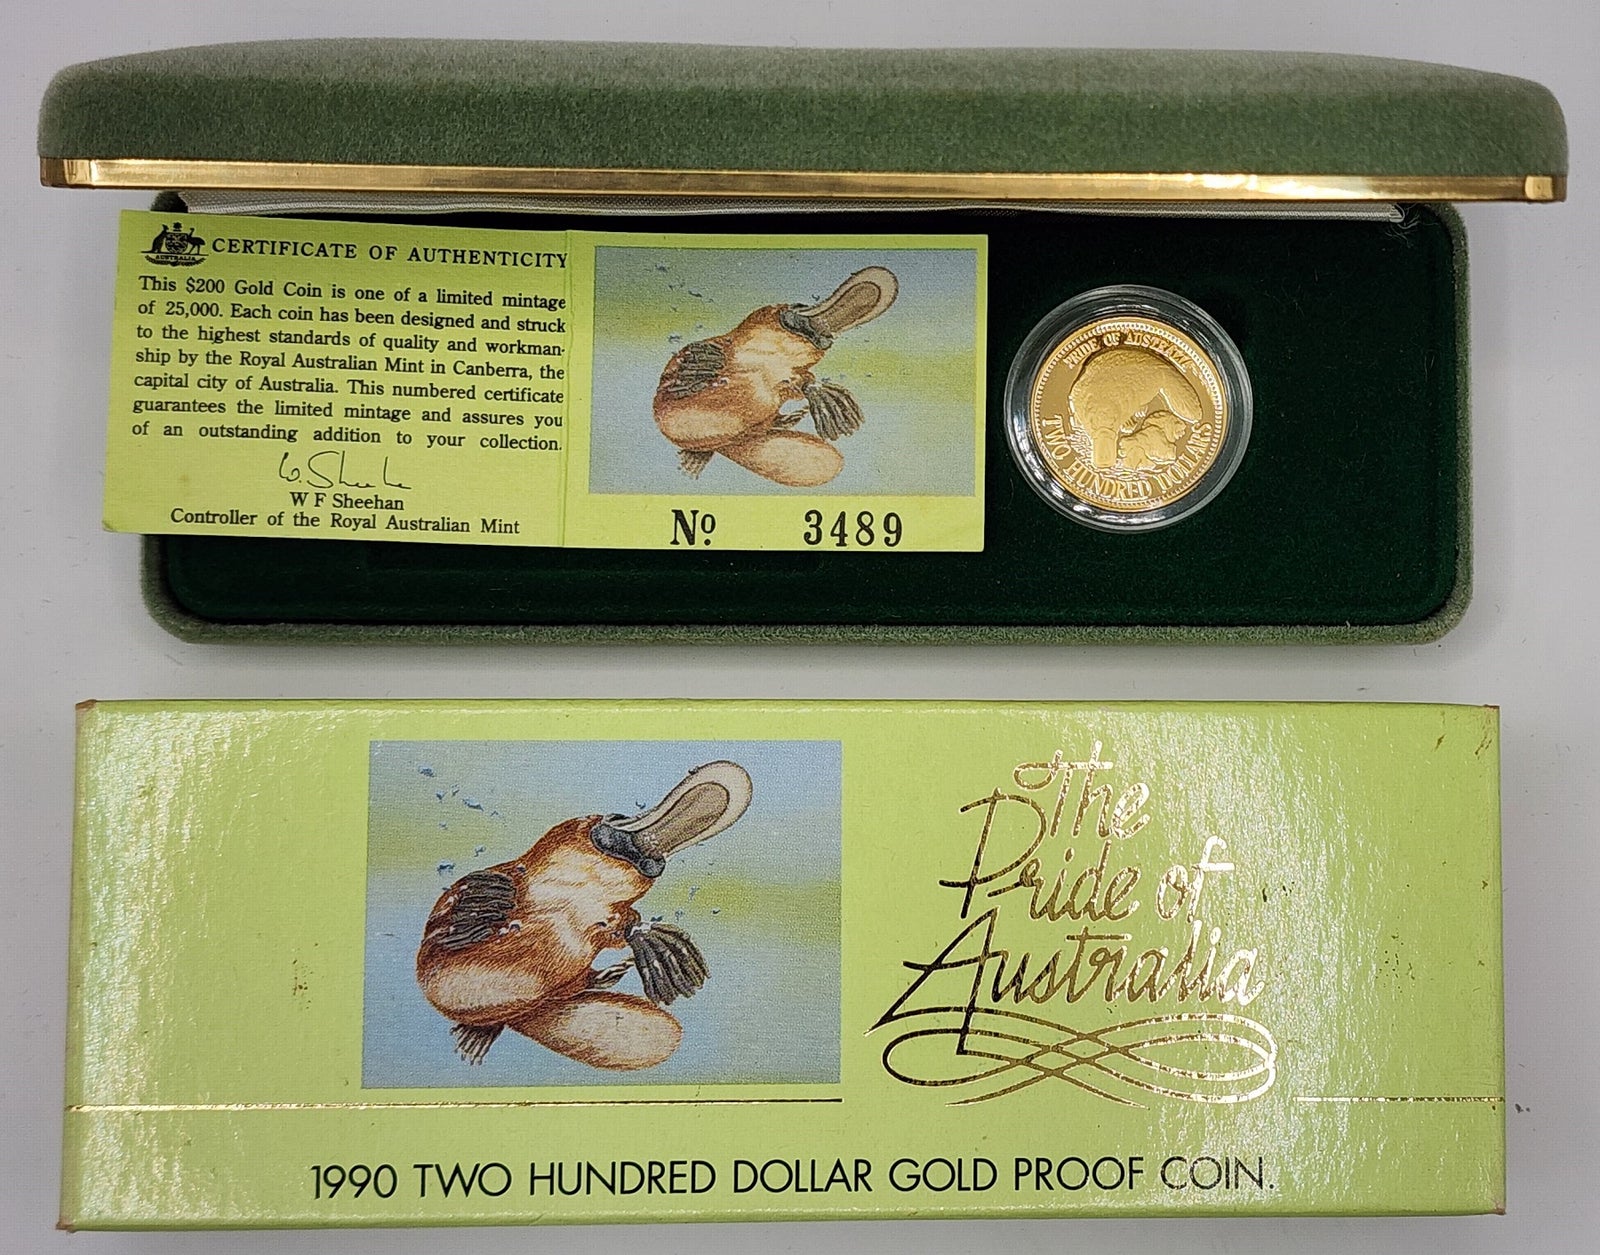 AUSTRALIA
CERTIFICATE OF AUTHENTICITY
This $200 Gold Coin is one of a limited mintage
of 25,000. Each coin has been designed and struck
to the highest standards of quality and workman-
ship by the Royal Australian Mint in Canberra, the
capital city of Australia. This numbered certificate
guarantees the limited mintage and assures you
of an outstanding addition to your collection.
W. Sheehan
W F Sheehan
Controller of the Royal Australian Mint
Nº 3489
PRIDE OF AUSTRALIA
TWO HUNDRED DOLLARS
The
Pride of
Australia
1990 TWO HUNDRED DOLLAR GOLD PROOF COIN.